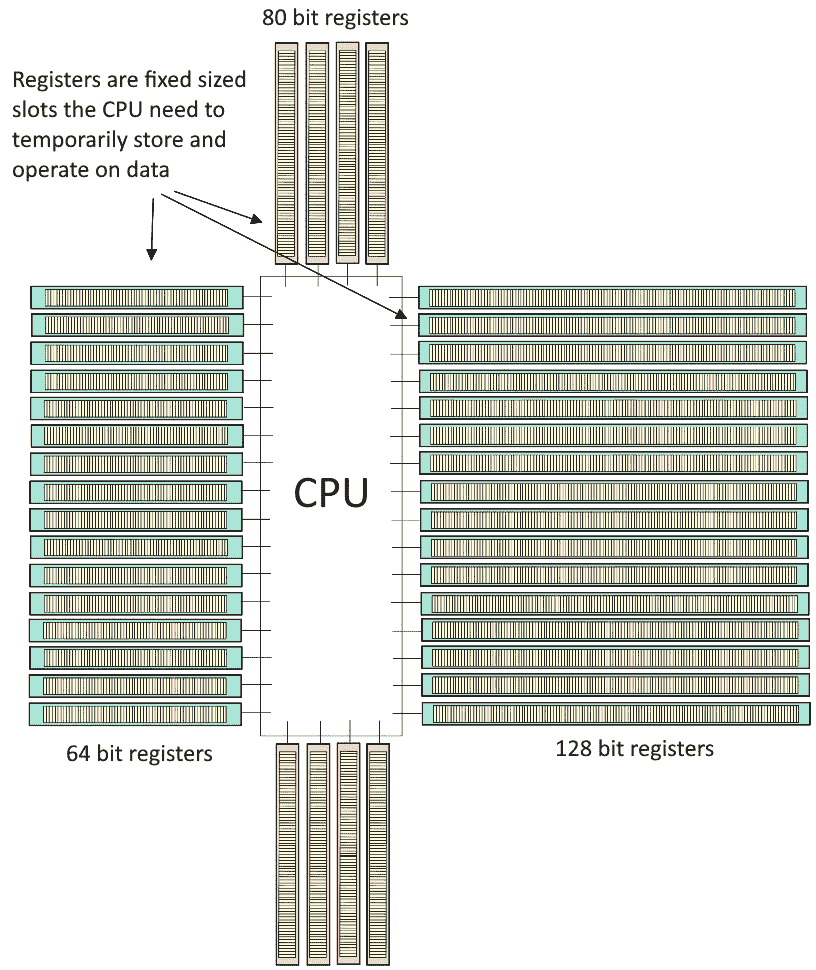 80 bit registers
Registers are fixed sized
slots the CPU need to
temporarily store and
operate on data
CPU
64 bit registers
128 bit registers